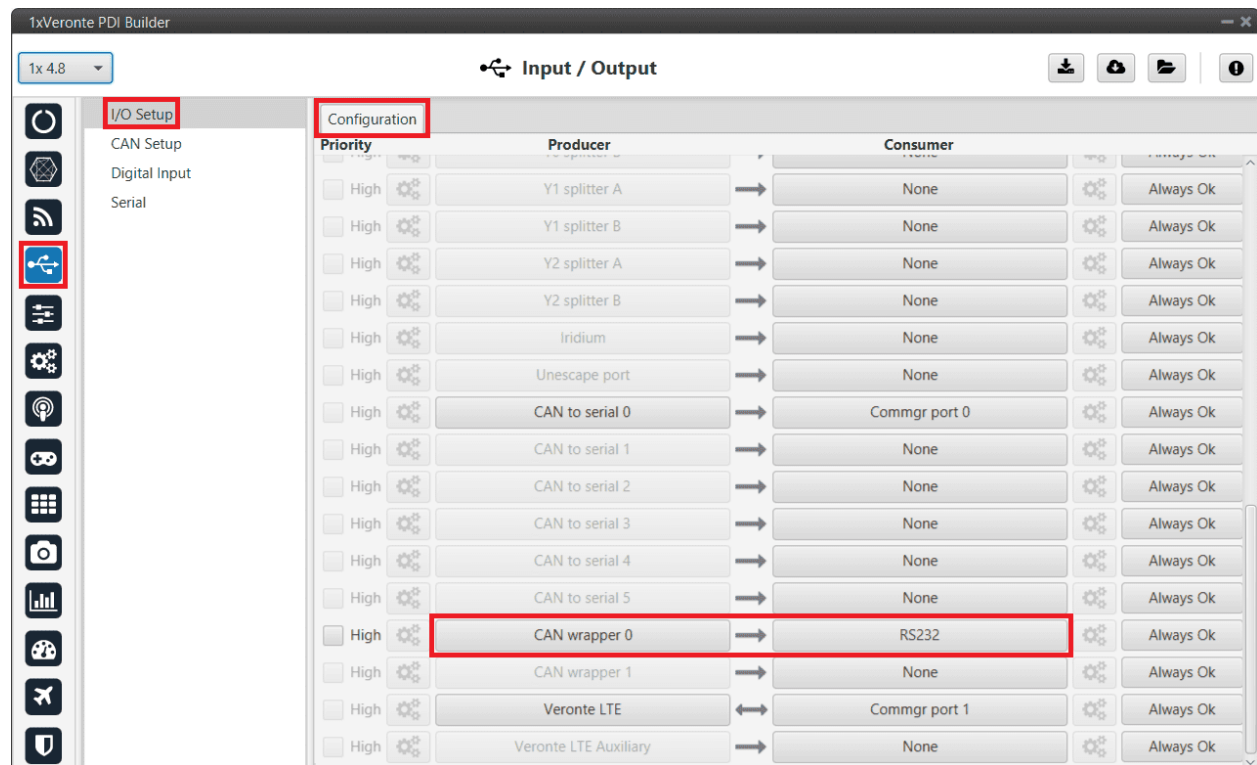 1xVeronte PDI Builder
1x 4.8
Input / Output
I/O Setup
CAN Setup
Digital Input
Serial
Configuration
Priority Producer Consumer
High Y1 splitter A None Always Ok
High Y1 splitter B None Always Ok
High Y2 splitter A None Always Ok
High Y2 splitter B None Always Ok
High Iridium None Always Ok
High Unescape port None Always Ok
High CAN to serial 0 Commgr port 0 Always Ok
High CAN to serial 1 None Always Ok
High CAN to serial 2 None Always Ok
High CAN to serial 3 None Always Ok
High CAN to serial 4 None Always Ok
High CAN to serial 5 None Always Ok
High CAN wrapper 0 RS232 Always Ok
High CAN wrapper 1 None Always Ok
High Veronte LTE Commgr port 1 Always Ok
High Veronte LTE Auxiliary None Always Ok